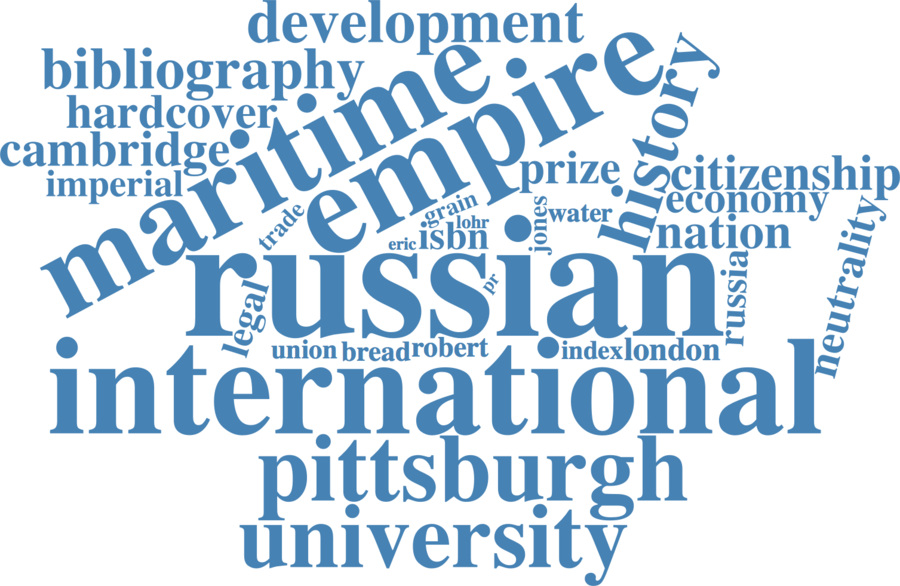 development
bibliography
maritime
empire
history
hardcover
cambridge
imperial
prize
citizenship
economy
trade
grain
lohr
eric
isbn
jones
water
nation
neutrality
russian
pr
russia
legal
union
bread
robert
index
london
international
pittsburgh
university